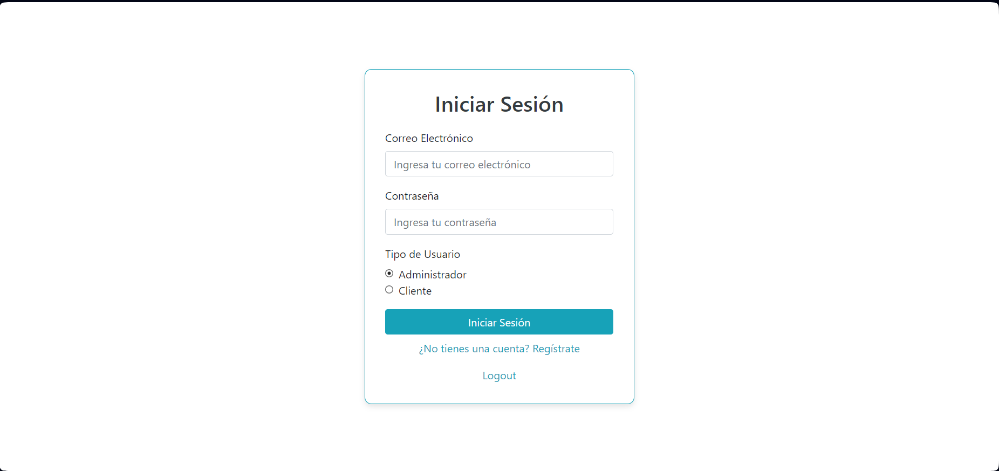 Iniciar Sesión
Correo Electrónico
Ingresa tu correo electrónico
Contraseña
Ingresa tu contraseña
Tipo de Usuario
Administrador
Cliente
Iniciar Sesión
¿No tienes una cuenta? Regístrate
Logout